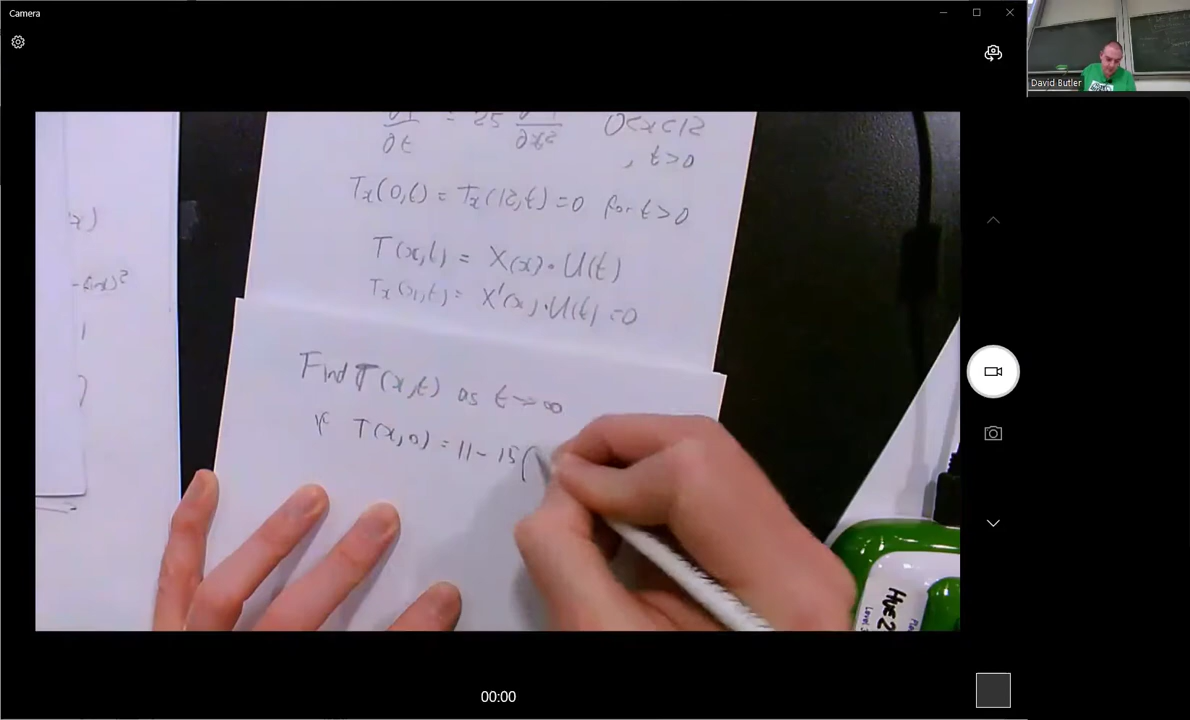 Camera
David Butler
x)
∂t = 25 ∂x² 0<x<12
, t>0
Tx(0,t) = Tx(12,t) = 0 for t>0
T(x,t) = X(x)·U(t)
Tx(x,t) = X'(x)·U(t) = 0
Find T(x,t) as t→∞
if T(x,0) = 11 - 15(
HUE2
00:00